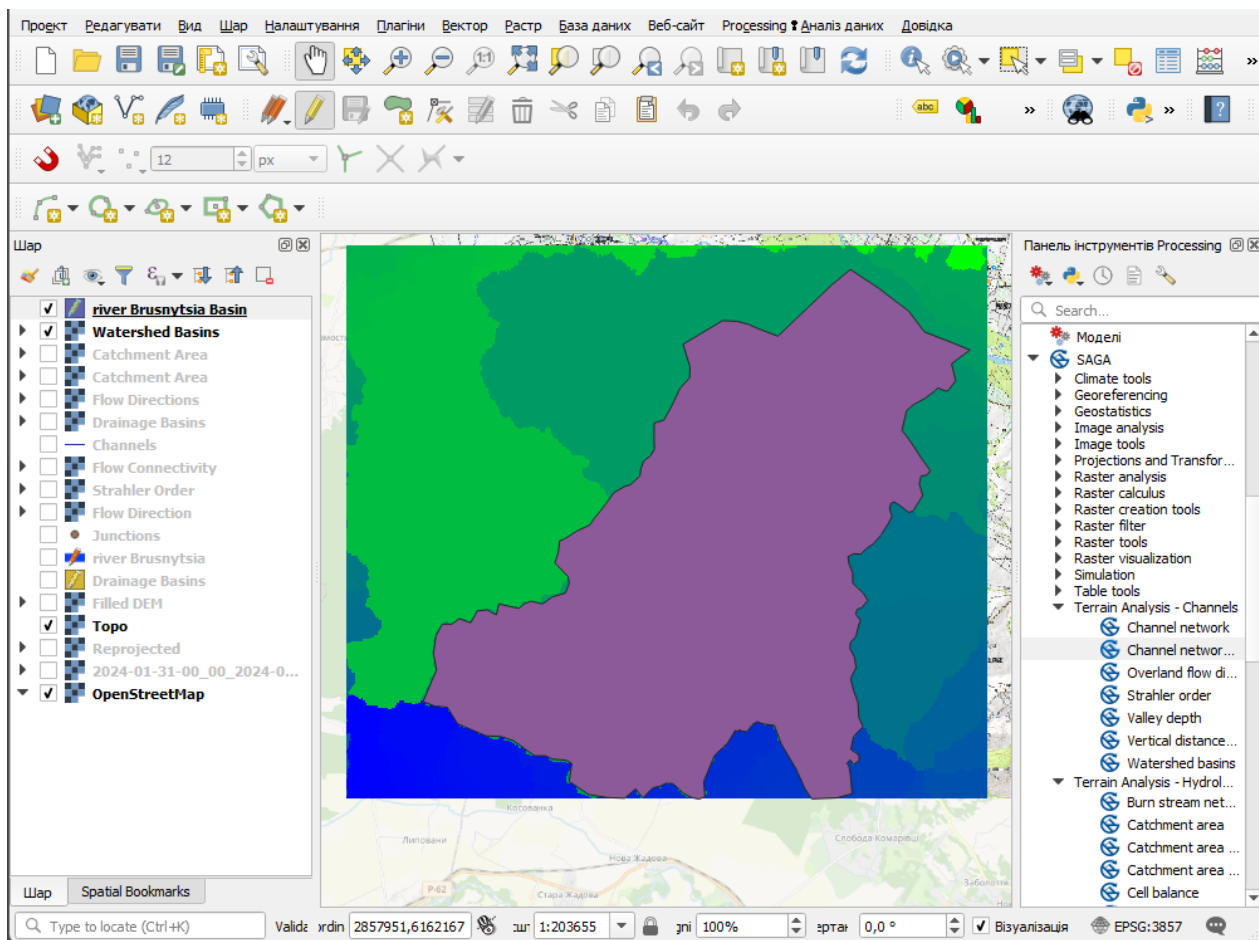 Проект Редагувати Вид Шар Налаштування Плагіни Вектор Растр База даних Веб-сайт Processing Аналіз даних Довідка
1:1
abc
»
»
»
?
12 px
Шар
river Brusnytsia Basin
Watershed Basins
Catchment Area
Catchment Area
Flow Directions
Drainage Basins
Channels
Flow Connectivity
Strahler Order
Flow Direction
Junctions
river Brusnytsia
Drainage Basins
Filled DEM
Topo
Reprojected
2024-01-31-00_00_2024-0...
OpenStreetMap
Шар
Spatial Bookmarks
Косованка
Липовани
Нова Жадова
Слобода-Комарівці
P-62
Стара Жадова
Панель інструментів Processing
Search...
Моделі
SAGA
Climate tools
Georeferencing
Geostatistics
Image analysis
Image tools
Projections and Transfor...
Raster analysis
Raster calculus
Raster creation tools
Raster filter
Raster tools
Raster visualization
Simulation
Table tools
Terrain Analysis - Channels
Channel network
Channel networ...
Overland flow di...
Strahler order
Valley depth
Vertical distance...
Watershed basins
Terrain Analysis - Hydrol...
Burn stream net...
Catchment area
Catchment area ...
Catchment area ...
Cell balance
Type to locate (Ctrl+K)
2857951,6162167
1:203655
100%
0,0 °
Візуалізація
EPSG:3857